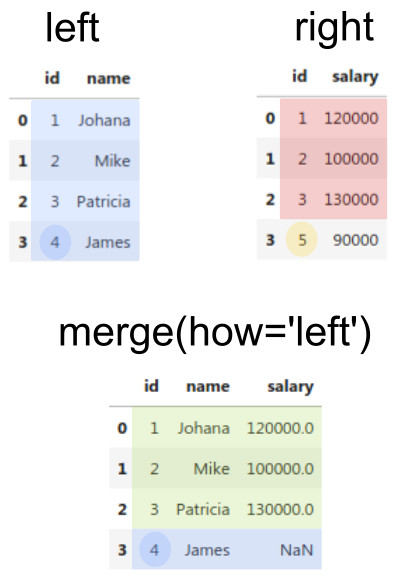 left right
id name id salary
0 1 Johana 0 1 120000
1 2 Mike 1 2 100000
2 3 Patricia 2 3 130000
3 4 James 3 5 90000
merge(how='left')
id name salary
0 1 Johana 120000.0
1 2 Mike 100000.0
2 3 Patricia 130000.0
3 4 James NaN